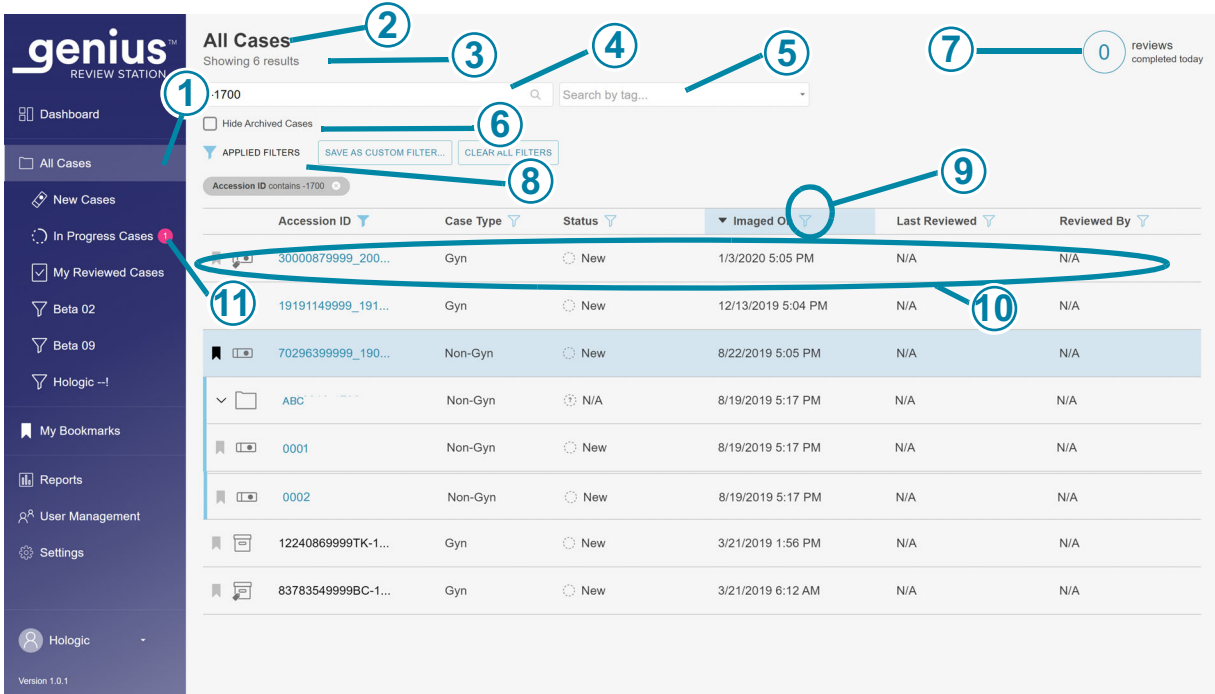 genius™
REVIEW STATION
Dashboard
All Cases
New Cases
In Progress Cases 1
My Reviewed Cases
Beta 02
Beta 09
Hologic --!
My Bookmarks
Reports
User Management
Settings
Hologic
Version 1.0.1
1
2
3
4
5
6
7
8
9
10
11
All Cases
Showing 6 results
0 reviews
completed today
-1700
Search by tag...
Hide Archived Cases
APPLIED FILTERS SAVE AS CUSTOM FILTER... CLEAR ALL FILTERS
Accession ID contains -1700
Accession ID Case Type Status Imaged On Last Reviewed Reviewed By
30000879999_200... Gyn New 1/3/2020 5:05 PM N/A N/A
19191149999_191... Gyn New 12/13/2019 5:04 PM N/A N/A
70296399999_190... Non-Gyn New 8/22/2019 5:05 PM N/A N/A
ABC Non-Gyn ? N/A 8/19/2019 5:17 PM N/A N/A
0001 Non-Gyn New 8/19/2019 5:17 PM N/A N/A
0002 Non-Gyn New 8/19/2019 5:17 PM N/A N/A
12240869999TK-1... Gyn New 3/21/2019 1:56 PM N/A N/A
83783549999BC-1... Gyn New 3/21/2019 6:12 AM N/A N/A